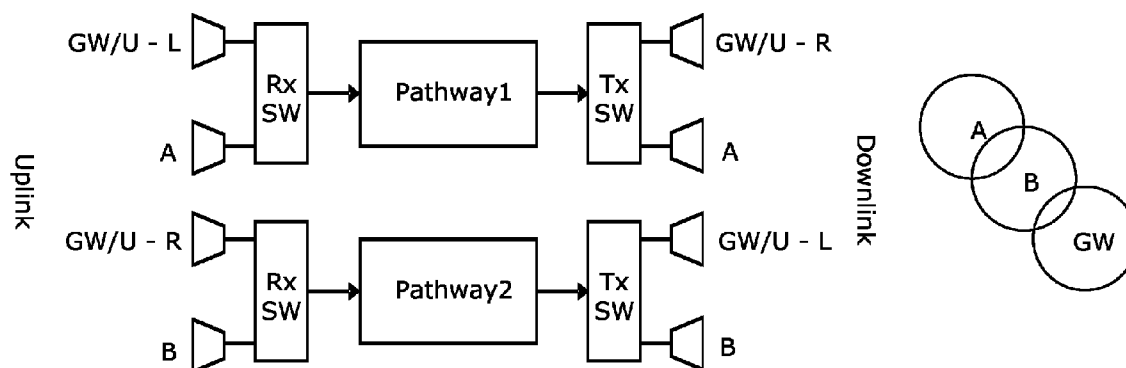 GW/U - L
GW/U - R
Rx
SW
Pathway1
Tx
SW
A
A
Uplink
Downlink
A
B
GW
GW/U - R
GW/U - L
Rx
SW
Pathway2
Tx
SW
B
B